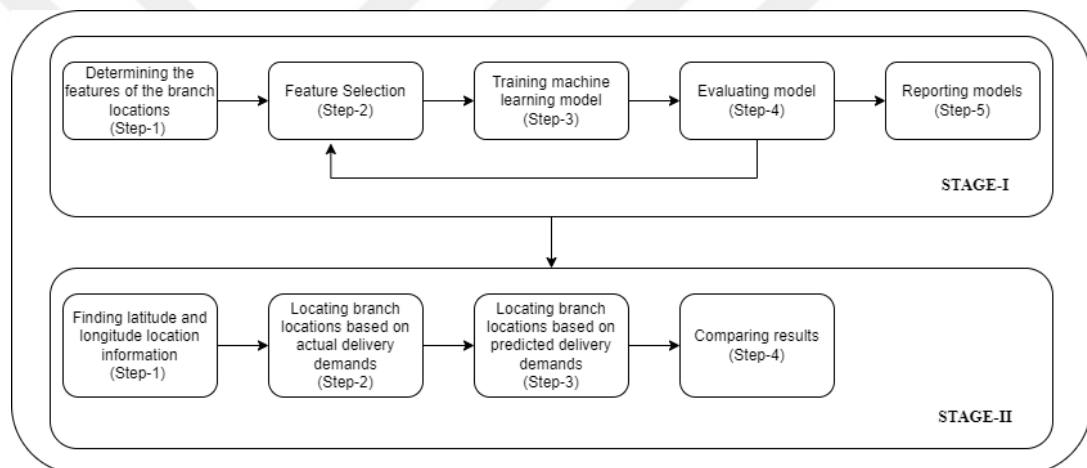 Determining the
features of the branch
locations
(Step-1)
Feature Selection
(Step-2)
Training machine
learning model
(Step-3)
Evaluating model
(Step-4)
Reporting models
(Step-5)
STAGE-I
Finding latitude and
longitude location
information
(Step-1)
Locating branch
locations based on
actual delivery
demands
(Step-2)
Locating branch
locations based on
predicted delivery
demands
(Step-3)
Comparing results
(Step-4)
STAGE-II